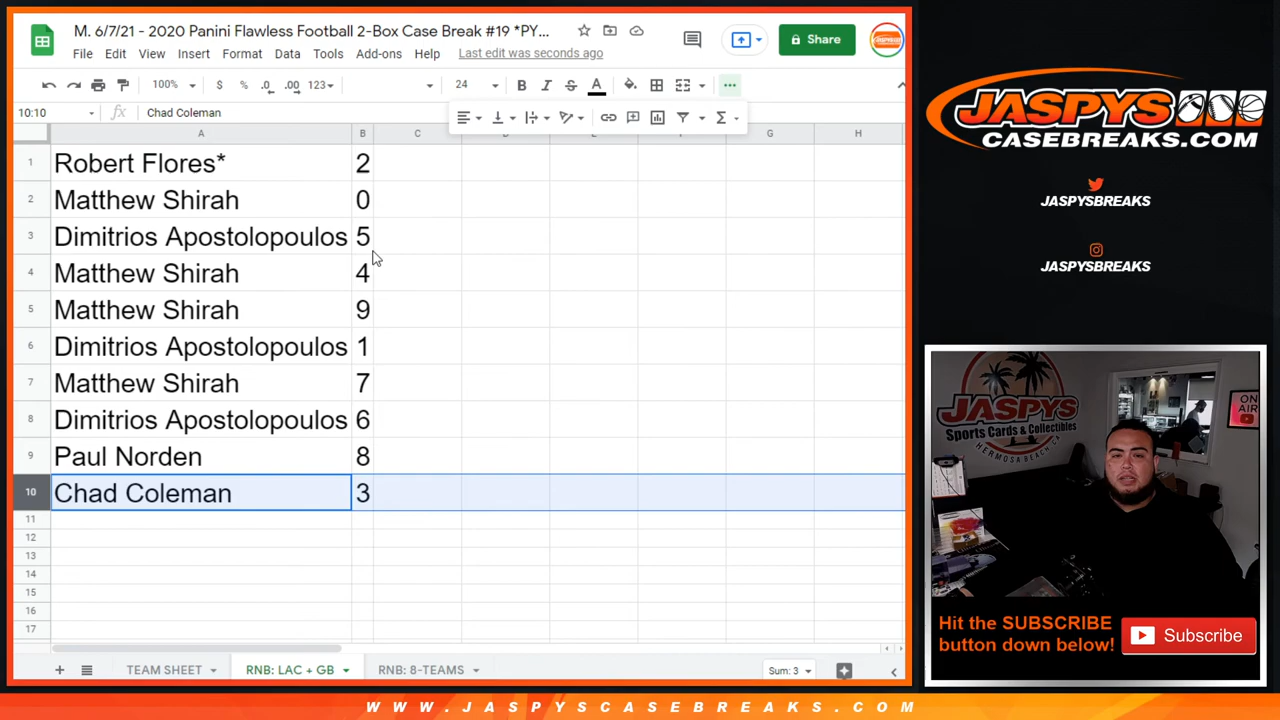 M. 6/7/21 - 2020 Panini Flawless Football 2-Box Case Break #19 *PY...
File Edit View Insert Format Data Tools Add-ons Help Last edit was seconds ago
Share
100% $ % .0 .00 123 24 B I S A
10:10 fx Chad Coleman
A B C D E F G H
1 Robert Flores* 2
2 Matthew Shirah 0
3 Dimitrios Apostolopoulos 5
4 Matthew Shirah 4
5 Matthew Shirah 9
6 Dimitrios Apostolopoulos 1
7 Matthew Shirah 7
8 Dimitrios Apostolopoulos 6
9 Paul Norden 8
10 Chad Coleman 3
11
12
13
14
15
16
17
TEAM SHEET RNB: LAC + GB RNB: 8-TEAMS Sum: 3
JASPYS
CASEBREAKS.COM
JASPYSBREAKS
JASPYSBREAKS
JASPYS
Sports Cards & Collectibles
HERMOSA BEACH, CA
ON
AIR
Hit the SUBSCRIBE
button down below!
Subscribe
WWW.JASPYSCASEBREAKS.COM